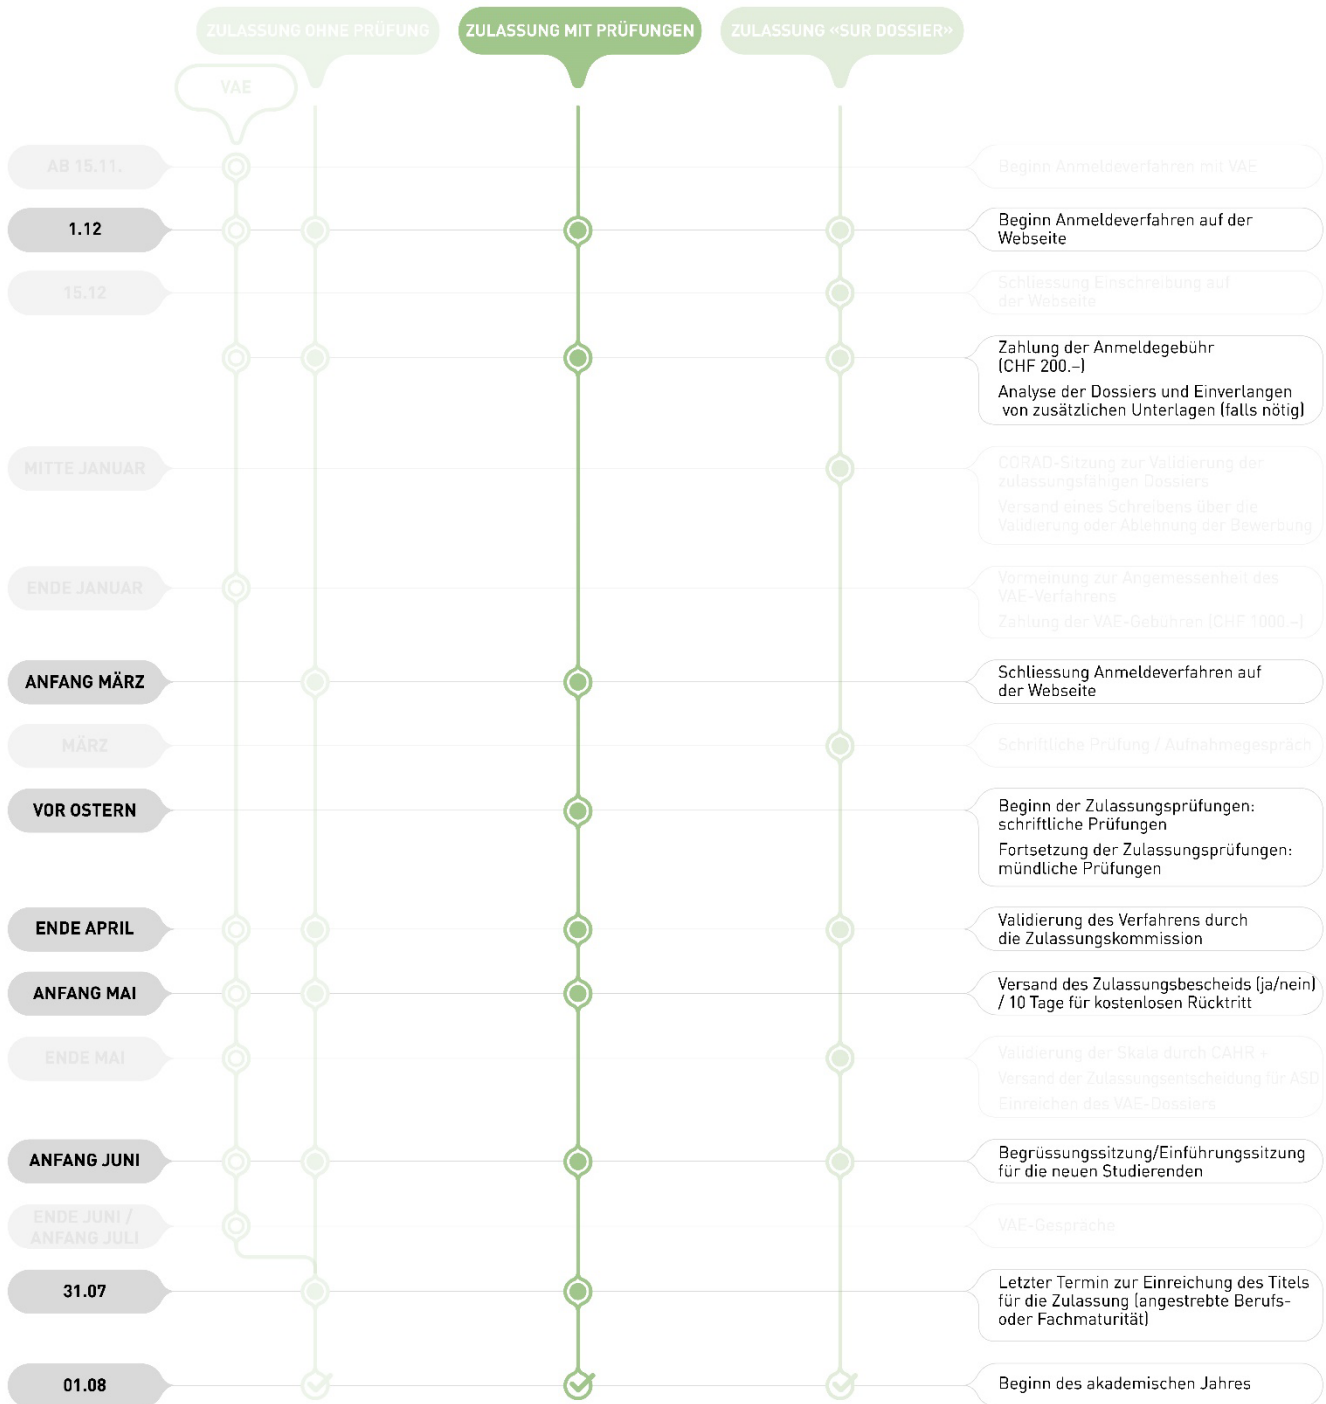 ZULASSUNG OHNE PRÜFUNG
ZULASSUNG MIT PRÜFUNGEN
ZULASSUNG «SUR DOSSIER»
VAE
AB 15.11.
Beginn Anmeldeverfahren mit VAE
1.12
Beginn Anmeldeverfahren auf der
Webseite
15.12
Schliessung Einschreibung auf
der Webseite
Zahlung der Anmeldegebühr
(CHF 200.–)
Analyse der Dossiers und Einverlangen
von zusätzlichen Unterlagen (falls nötig)
MITTE JANUAR
CCRAD-Sitzung zur Validierung der
zulassungsfähigen Dossiers
Versand eines Schreibens über die
Validierung oder Ablehnung der Bewerbung
ENDE JANUAR
Vormeinung zur Angemessenheit des
VAE-Verfahrens
Zahlung der VAE-Gebühren (CHF 1000.–)
ANFANG MÄRZ
Schliessung Anmeldeverfahren auf
der Webseite
MÄRZ
Schriftliche Prüfung / Aufnahmegespräch
VOR OSTERN
Beginn der Zulassungsprüfungen:
schriftliche Prüfungen
Fortsetzung der Zulassungsprüfungen:
mündliche Prüfungen
ENDE APRIL
Validierung des Verfahrens durch
die Zulassungskommission
ANFANG MAI
Versand des Zulassungsbescheids (ja/nein)
/ 10 Tage für kostenlosen Rücktritt
ENDE MAI
Validierung der Skala durch CAHR +
Versand der Zulassungsentscheidung für ASD
Einreichen des VAE-Dossiers
ANFANG JUNI
Begrüssungssitzung/Einführungssitzung
für die neuen Studierenden
ENDE JUNI /
ANFANG JULI
VAE-Gespräche
31.07
Letzter Termin zur Einreichung des Titels
für die Zulassung (angestrebte Berufs-
oder Fachmaturität)
01.08
Beginn des akademischen Jahres